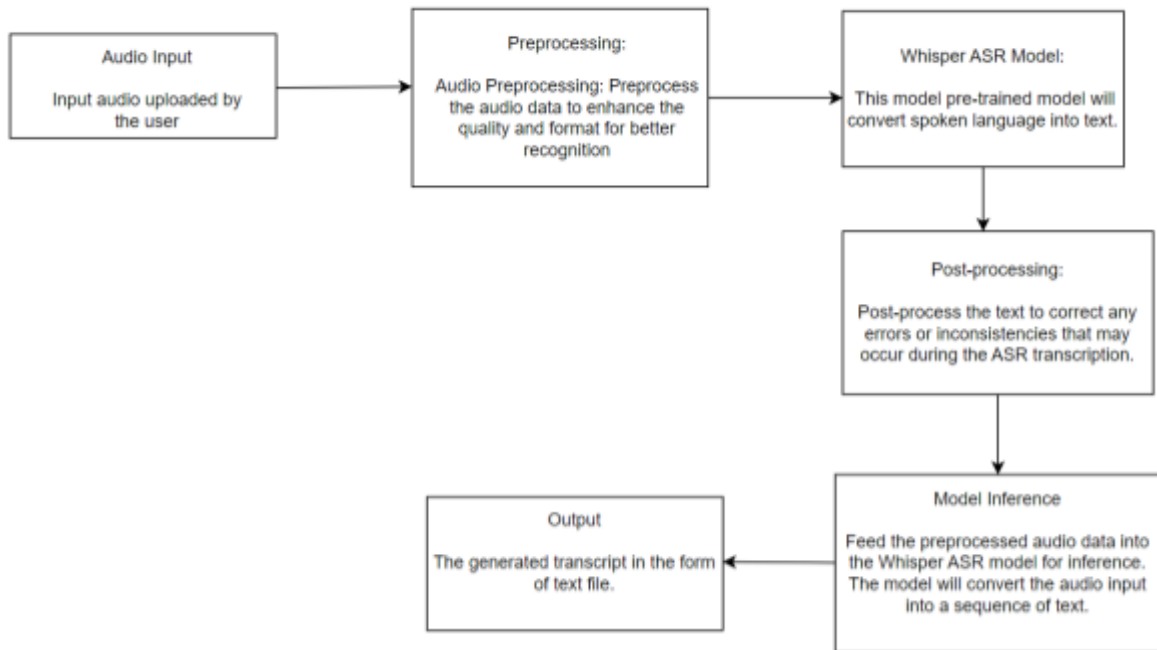 Audio Input
Input audio uploaded by
the user
Preprocessing:
Audio Preprocessing: Preprocess
the audio data to enhance the
quality and format for better
recognition
Whisper ASR Model:
This model pre-trained model will
convert spoken language into text.
Post-processing:
Post-process the text to correct any
errors or inconsistencies that may
occur during the ASR transcription.
Model Inference
Feed the preprocessed audio data into
the Whisper ASR model for inference.
The model will convert the audio input
into a sequence of text.
Output
The generated transcript in the form
of text file.